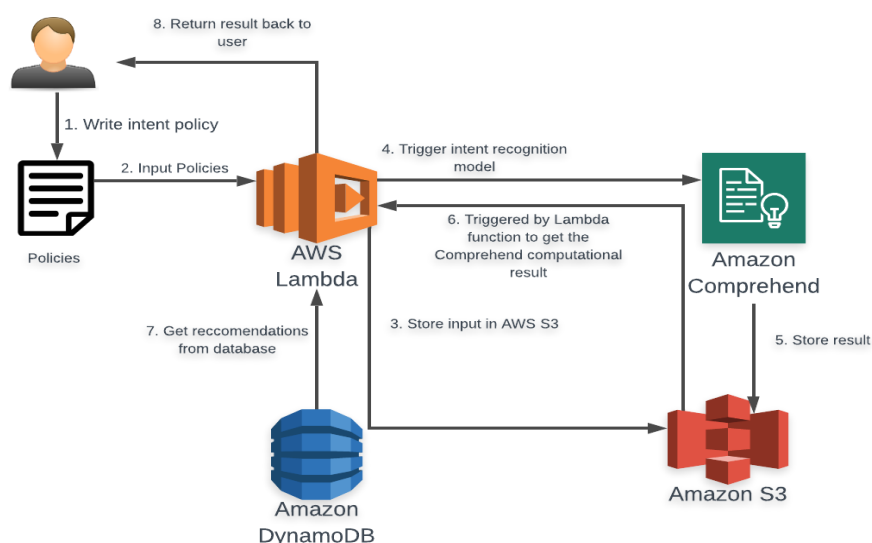 8. Return result back to
user
1. Write intent policy
2. Input Policies
4. Trigger intent recognition
model
Policies
AWS
Lambda
6. Triggered by Lambda
function to get the
Comprehend computational
result
Amazon
Comprehend
7. Get reccomendations
from database
3. Store input in AWS S3
5. Store result
Amazon
DynamoDB
Amazon S3